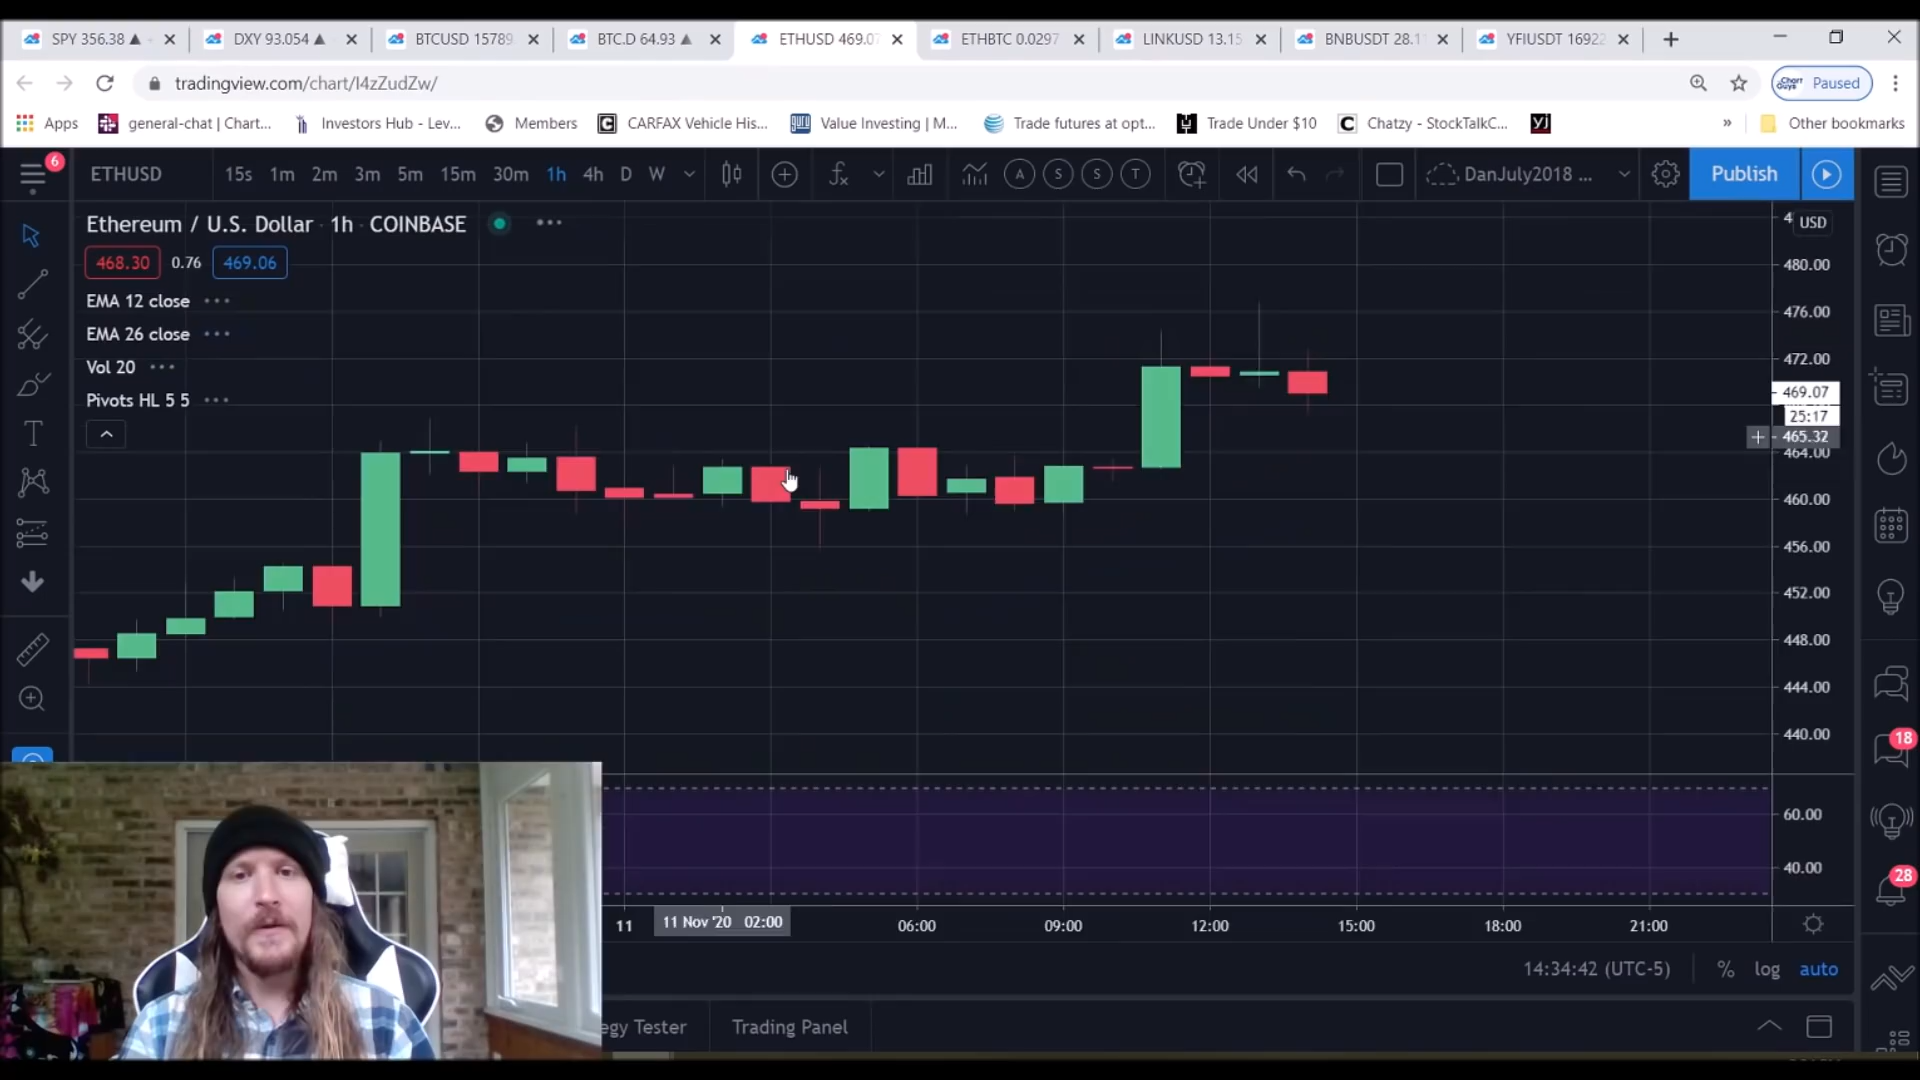 SPY 356.38
DXY 93.054
BTCUSD 15789
BTC.D 64.93
ETHUSD 469.07
ETHBTC 0.0297
LINKUSD 13.15
BNBUSDT 28.1
YFIUSDT 16922
tradingview.com/chart/I4zZudZw/
Chart Guys
Paused
Apps
general-chat | Chart...
Investors Hub - Lev...
Members
CARFAX Vehicle His...
guru
Value Investing | M...
Trade futures at opt...
Trade Under $10
Chatzy - StockTalkC...
yj
»
Other bookmarks
6
ETHUSD
15s 1m 2m 3m 5m 15m 30m 1h 4h D W
A S S T
DanJuly2018 ...
Publish
Ethereum / U.S. Dollar · 1h · COINBASE
468.30 0.76 469.06
EMA 12 close
EMA 26 close
Vol 20
Pivots HL 5 5
USD
480.00
476.00
472.00
469.07
25:17
465.32
464.00
460.00
456.00
452.00
448.00
444.00
440.00
60.00
40.00
18
28
11
11 Nov '20 02:00
06:00
09:00
12:00
15:00
18:00
21:00
14:34:42 (UTC-5)
% log auto
egy Tester
Trading Panel